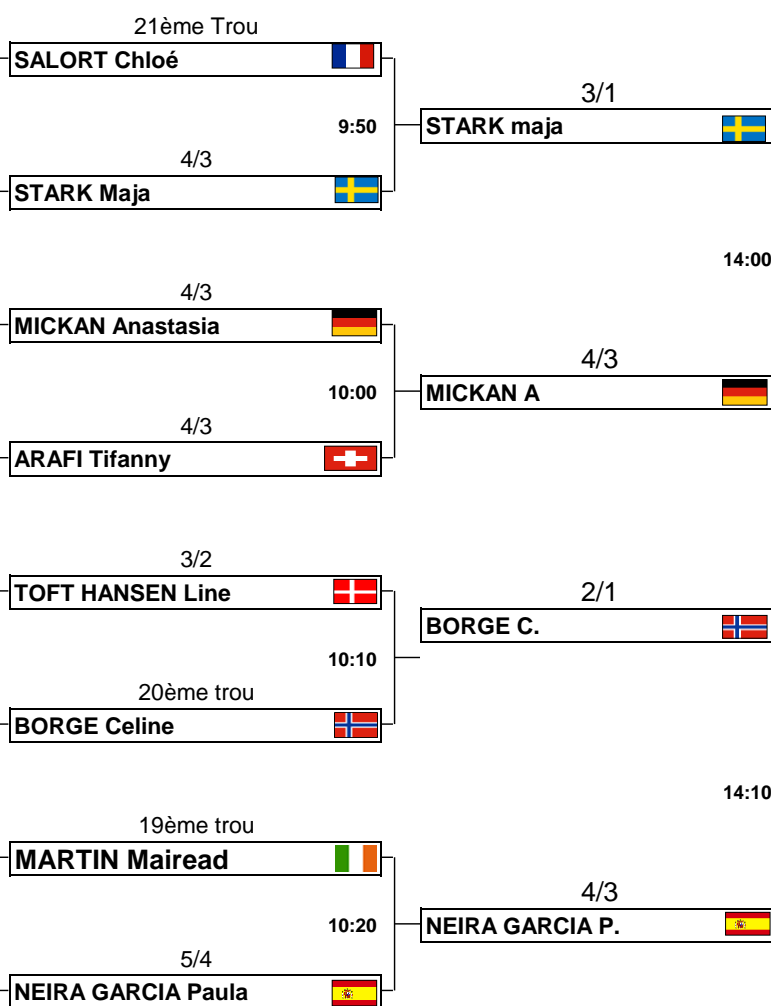 21ème Trou
SALORT Chloé
3/1
9:50
STARK maja
4/3
STARK Maja
14:00
4/3
MICKAN Anastasia
4/3
10:00
MICKAN A
4/3
ARAFI Tifanny
3/2
TOFT HANSEN Line
2/1
BORGE C.
10:10
20ème trou
BORGE Celine
14:10
19ème trou
MARTIN Mairead
4/3
10:20
NEIRA GARCIA P.
5/4
NEIRA GARCIA Paula